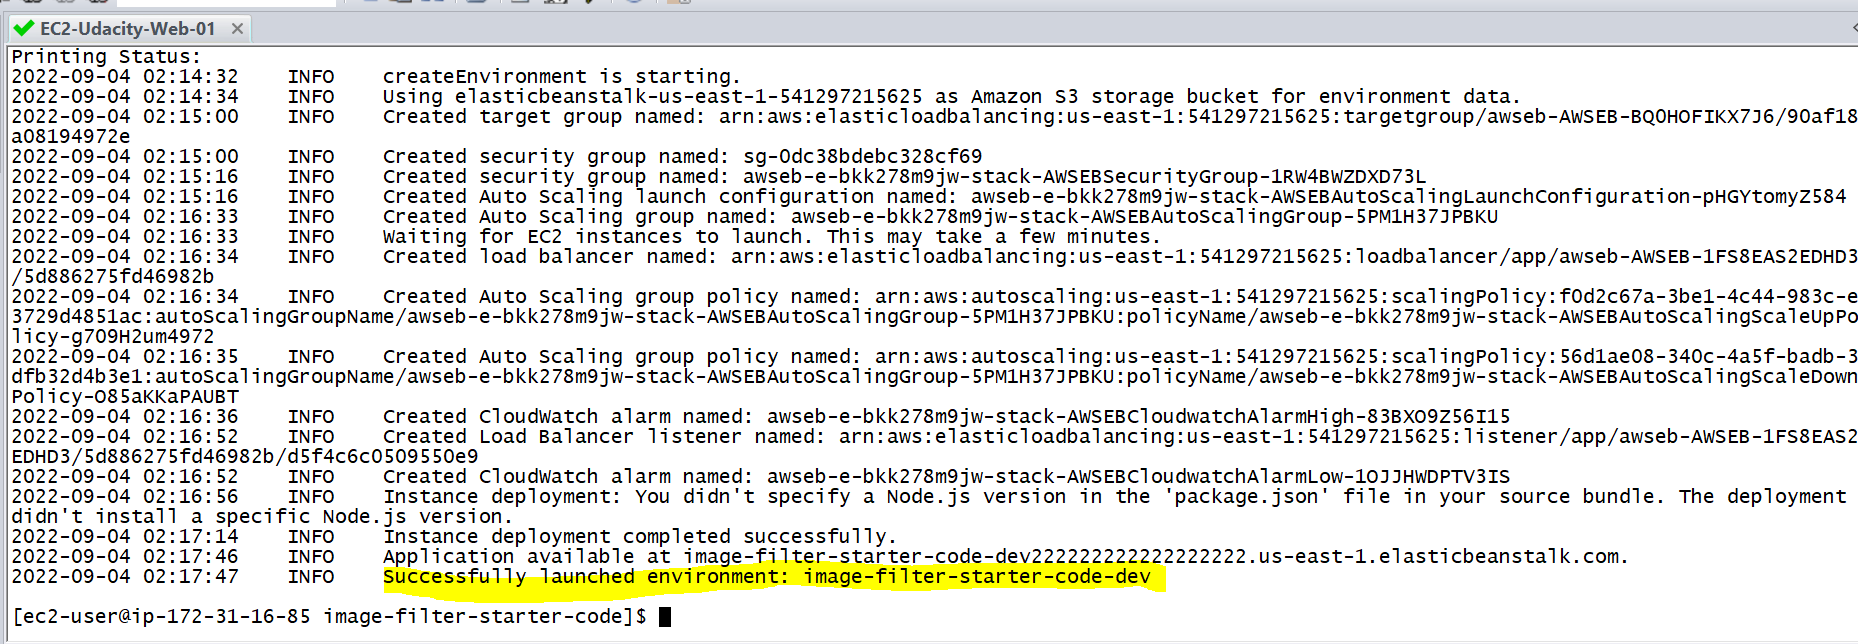 EC2-Udacity-Web-01 ×
Printing Status:
2022-09-04 02:14:32 INFO createEnvironment is starting.
2022-09-04 02:14:34 INFO Using elasticbeanstalk-us-east-1-541297215625 as Amazon S3 storage bucket for environment data.
2022-09-04 02:15:00 INFO Created target group named: arn:aws:elasticloadbalancing:us-east-1:541297215625:targetgroup/awseb-AWSEB-BQ0HOFIKX7J6/90af18
a08194972e
2022-09-04 02:15:00 INFO Created security group named: sg-0dc38bdebc328cf69
2022-09-04 02:15:16 INFO Created security group named: awseb-e-bkk278m9jw-stack-AWSEBSecurityGroup-1RW4BWZDXD73L
2022-09-04 02:15:16 INFO Created Auto Scaling launch configuration named: awseb-e-bkk278m9jw-stack-AWSEBAutoScalingLaunchConfiguration-pHGYtomyZ584
2022-09-04 02:16:33 INFO Created Auto Scaling group named: awseb-e-bkk278m9jw-stack-AWSEBAutoScalingGroup-5PM1H37JPBKU
2022-09-04 02:16:33 INFO Waiting for EC2 instances to launch. This may take a few minutes.
2022-09-04 02:16:34 INFO Created load balancer named: arn:aws:elasticloadbalancing:us-east-1:541297215625:loadbalancer/app/awseb-AWSEB-1FS8EAS2EDHD3
/5d886275fd46982b
2022-09-04 02:16:34 INFO Created Auto Scaling group policy named: arn:aws:autoscaling:us-east-1:541297215625:scalingPolicy:f0d2c67a-3be1-4c44-983c-e
3729d4851ac:autoScalingGroupName/awseb-e-bkk278m9jw-stack-AWSEBAutoScalingGroup-5PM1H37JPBKU:policyName/awseb-e-bkk278m9jw-stack-AWSEBAutoScalingScaleUpPo
licy-g7O9H2um4972
2022-09-04 02:16:35 INFO Created Auto Scaling group policy named: arn:aws:autoscaling:us-east-1:541297215625:scalingPolicy:56d1ae08-340c-4a5f-badb-3
dfb32d4b3e1:autoScalingGroupName/awseb-e-bkk278m9jw-stack-AWSEBAutoScalingGroup-5PM1H37JPBKU:policyName/awseb-e-bkk278m9jw-stack-AWSEBAutoScalingScaleDown
Policy-O85aKKaPAUBT
2022-09-04 02:16:36 INFO Created CloudWatch alarm named: awseb-e-bkk278m9jw-stack-AWSEBCloudwatchAlarmHigh-83BXO9Z56I15
2022-09-04 02:16:52 INFO Created Load Balancer listener named: arn:aws:elasticloadbalancing:us-east-1:541297215625:listener/app/awseb-AWSEB-1FS8EAS2
EDHD3/5d886275fd46982b/d5f4c6c0509550e9
2022-09-04 02:16:52 INFO Created CloudWatch alarm named: awseb-e-bkk278m9jw-stack-AWSEBCloudwatchAlarmLow-1OJJHWDPTV3IS
2022-09-04 02:16:56 INFO Instance deployment: You didn't specify a Node.js version in the 'package.json' file in your source bundle. The deployment
didn't install a specific Node.js version.
2022-09-04 02:17:14 INFO Instance deployment completed successfully.
2022-09-04 02:17:46 INFO Application available at image-filter-starter-code-dev222222222222222222.us-east-1.elasticbeanstalk.com.
2022-09-04 02:17:47 INFO Successfully launched environment: image-filter-starter-code-dev
[ec2-user@ip-172-31-16-85 image-filter-starter-code]$